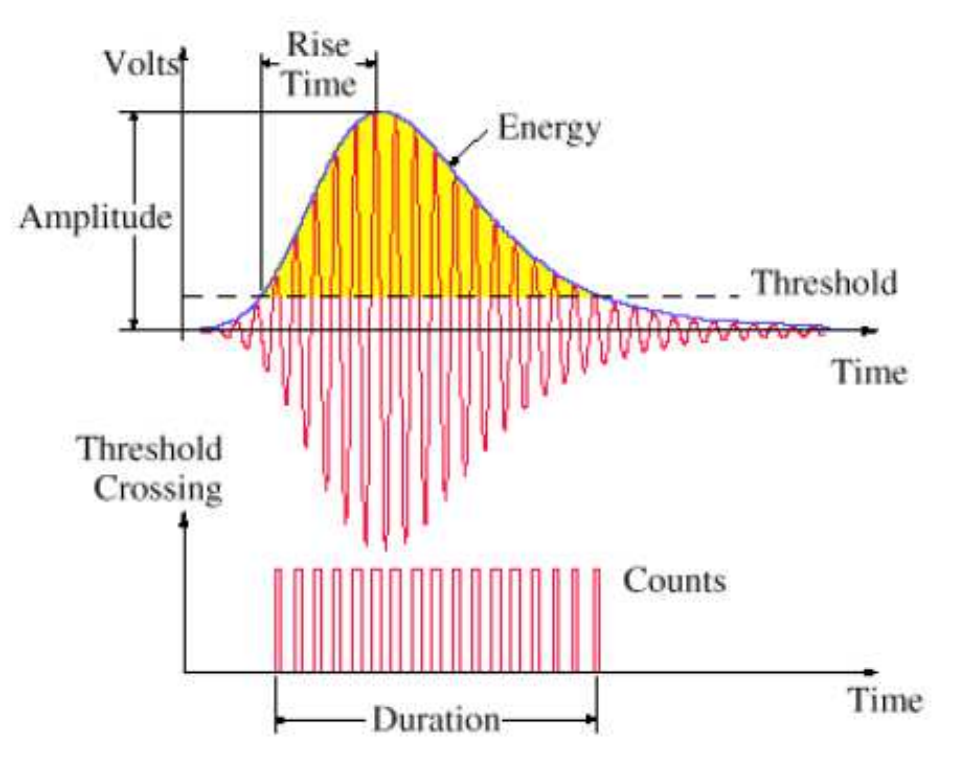 Volts
Rise
Time
Energy
Amplitude
Threshold
Time
Threshold
Crossing
Counts
Time
Duration